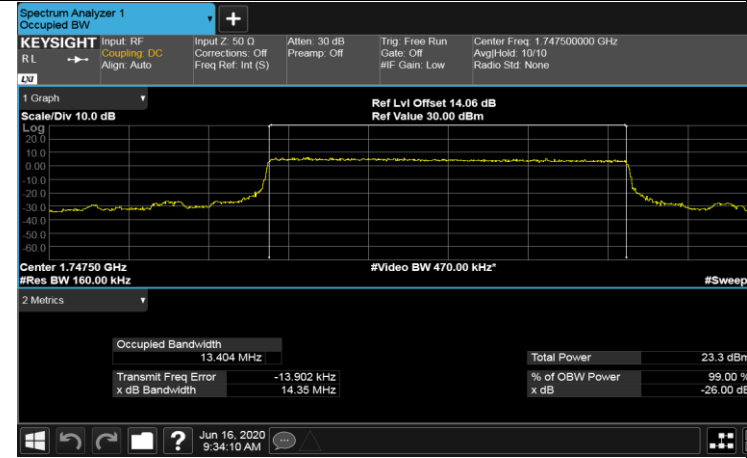 Spectrum Analyzer 1
Occupied BW
KEYSIGHT
R L
LXI
Input: RF
Coupling: DC
Align: Auto
Input Z: 50 Ω
Corrections: Off
Freq Ref: Int (S)
Atten: 30 dB
Preamp: Off
Trig: Free Run
Gate: Off
#IF Gain: Low
Center Freq: 1.747500000 GHz
Avg|Hold: 10/10
Radio Std: None
1 Graph
Scale/Div 10.0 dB
Ref Lvl Offset 14.06 dB
Ref Value 30.00 dBm
Log
20.0
10.0
0.00
-10.0
-20.0
-30.0
-40.0
-50.0
-60.0
Center 1.74750 GHz
#Res BW 160.00 kHz
#Video BW 470.00 kHz*
#Sweep
2 Metrics
Occupied Bandwidth
13.404 MHz
Total Power 23.3 dBm
Transmit Freq Error -13.902 kHz
% of OBW Power 99.00 %
x dB Bandwidth 14.35 MHz
x dB -26.00 dB
?
Jun 16, 2020
9:34:10 AM